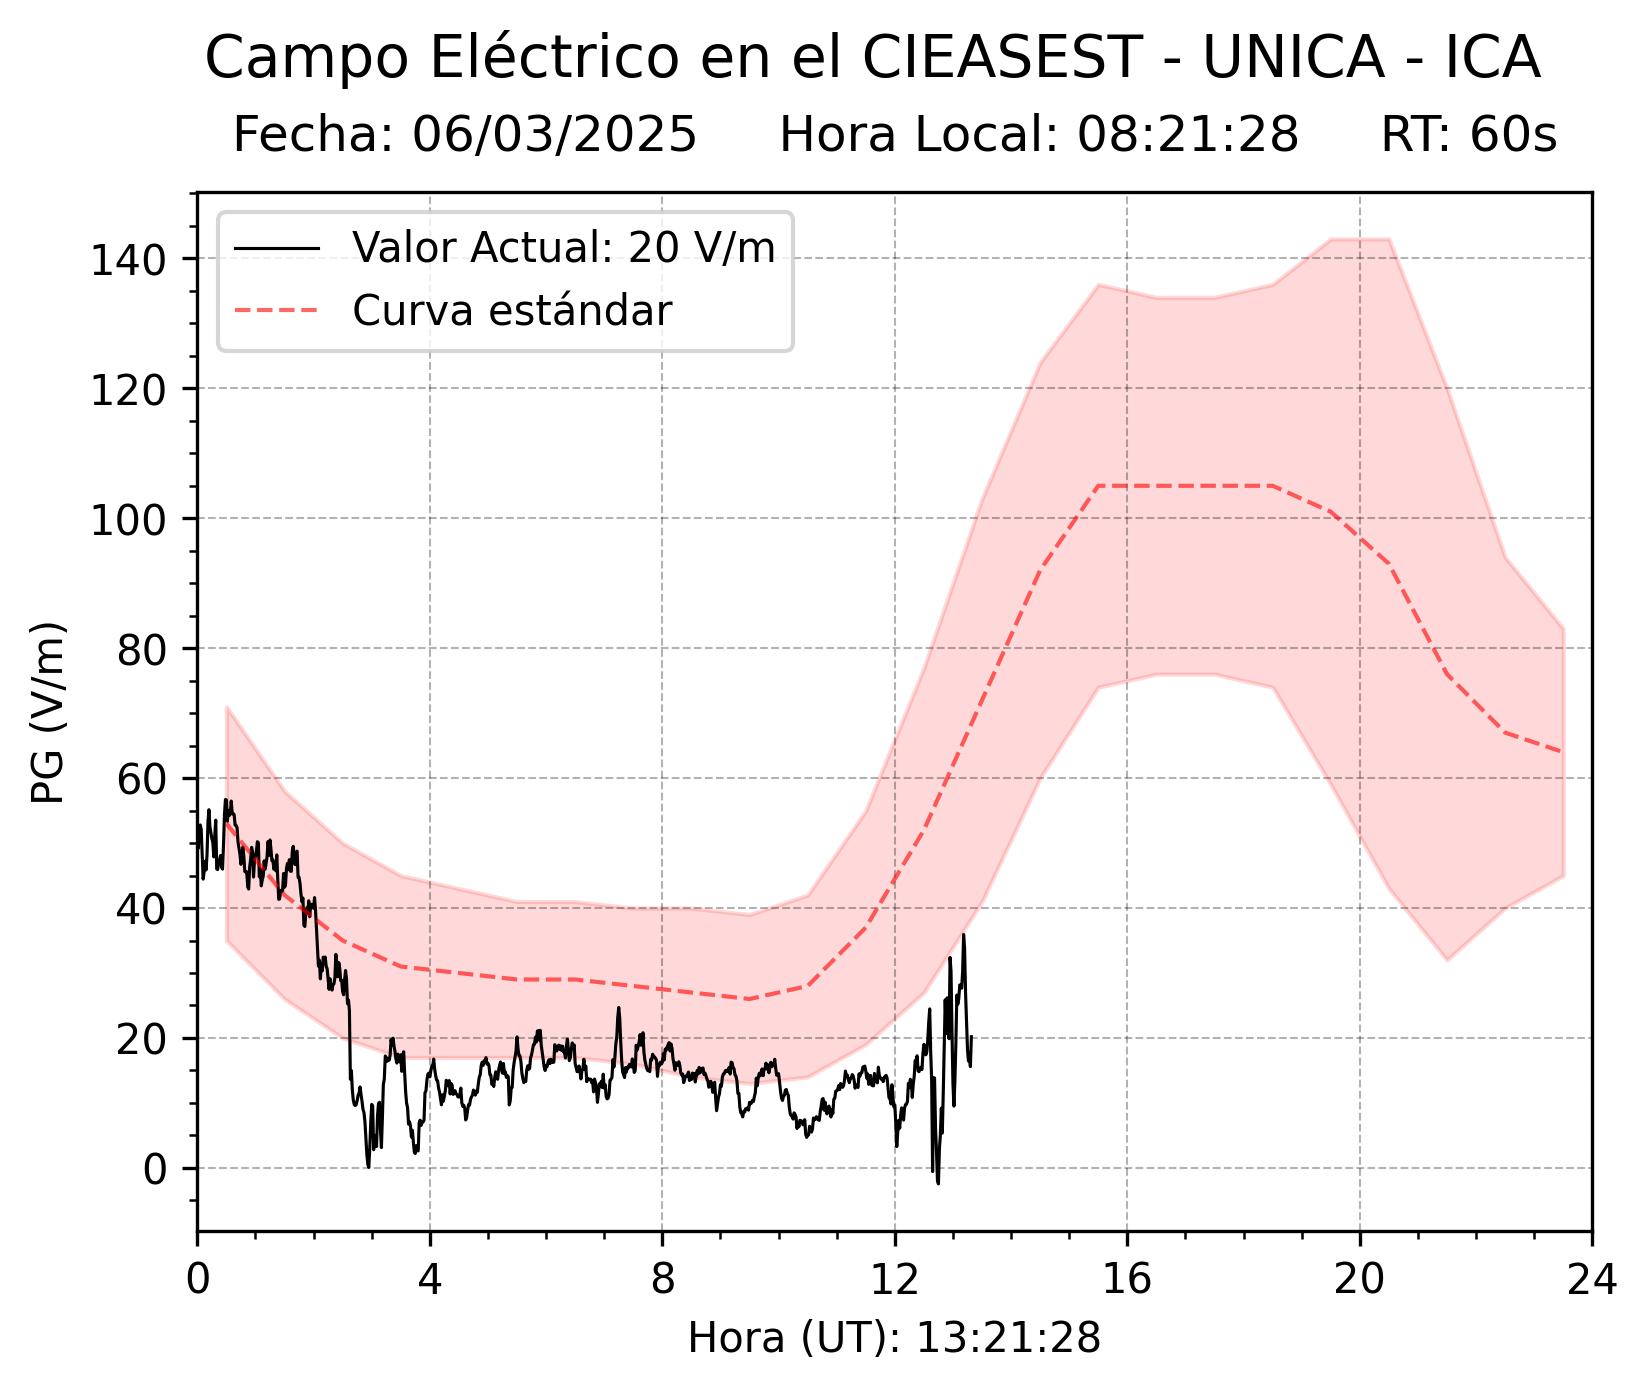 Campo Eléctrico en el CIEASEST - UNICA - ICA
Fecha: 06/03/2025 Hora Local: 08:21:28 RT: 60s
Valor Actual: 20 V/m
Curva estándar
140
120
100
80
60
40
20
0
PG (V/m)
0 4 8 12 16 20 24
Hora (UT): 13:21:28